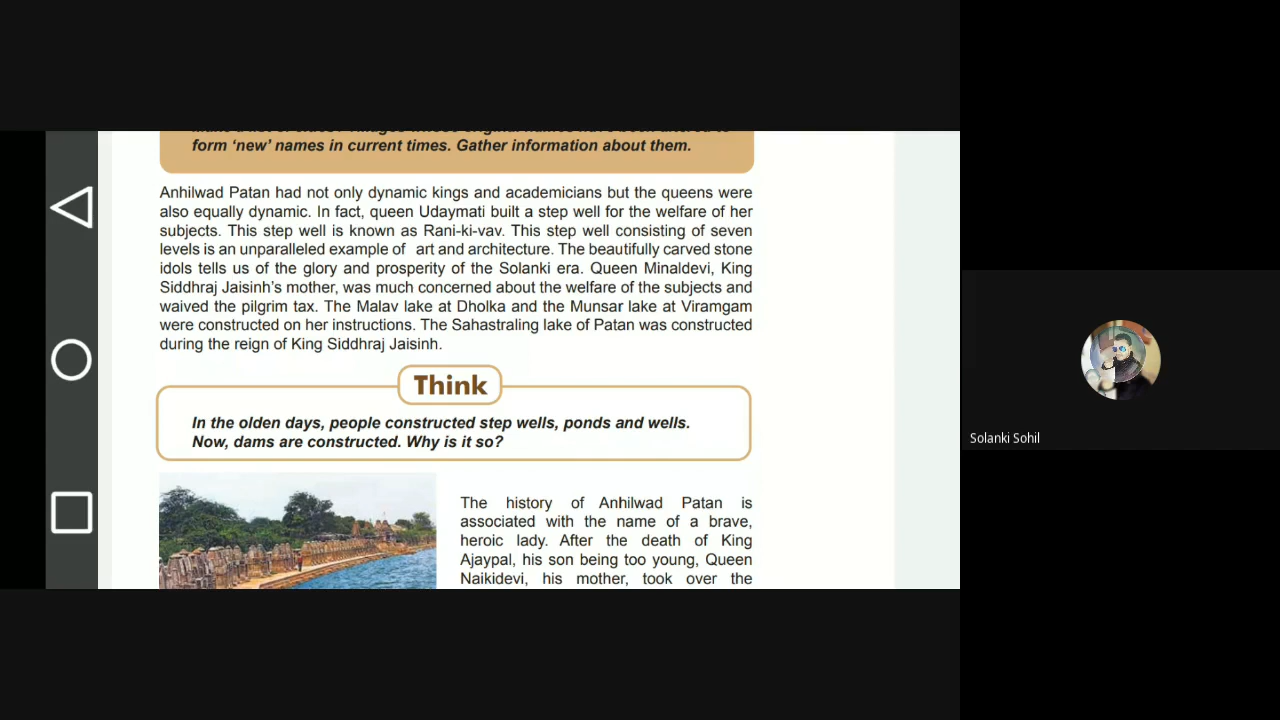 form ‘new’ names in current times. Gather information about them.
Anhilwad Patan had not only dynamic kings and academicians but the queens were
also equally dynamic. In fact, queen Udaymati built a step well for the welfare of her
subjects. This step well is known as Rani-ki-vav. This step well consisting of seven
levels is an unparalleled example of art and architecture. The beautifully carved stone
idols tells us of the glory and prosperity of the Solanki era. Queen Minaldevi, King
Siddhraj Jaisinh’s mother, was much concerned about the welfare of the subjects and
waived the pilgrim tax. The Malav lake at Dholka and the Munsar lake at Viramgam
were constructed on her instructions. The Sahastraling lake of Patan was constructed
during the reign of King Siddhraj Jaisinh.
Think
In the olden days, people constructed step wells, ponds and wells.
Now, dams are constructed. Why is it so?
The history of Anhilwad Patan is
associated with the name of a brave,
heroic lady. After the death of King
Ajaypal, his son being too young, Queen
Naikidevi, his mother, took over the
Solanki Sohil